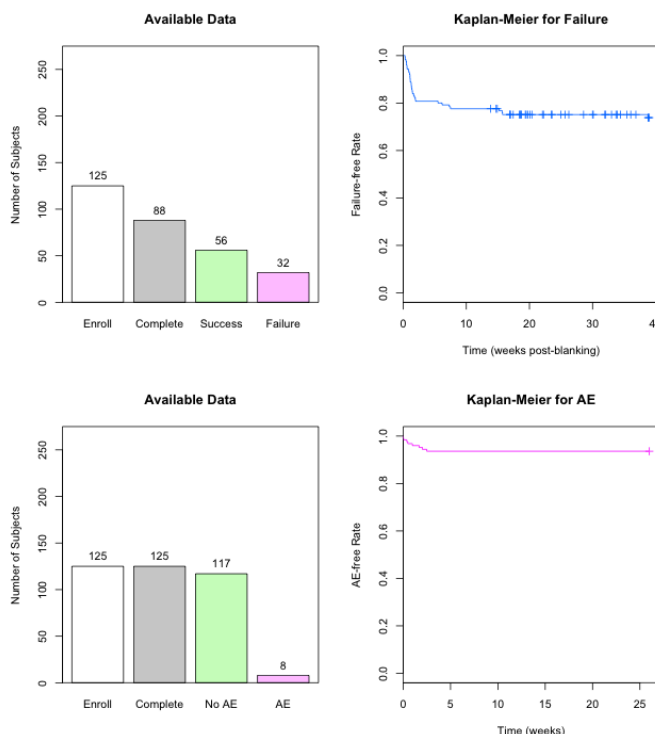 Available Data
Number of Subjects
0 50 100 150 200 250
125
88
56
32
Enroll Complete Success Failure
Kaplan-Meier for Failure
Failure-free Rate
0.0 0.2 0.4 0.6 0.8 1.0
0 10 20 30 4
Time (weeks post-blanking)
Available Data
Number of Subjects
0 50 100 150 200 250
125
125
117
8
Enroll Complete No AE AE
Kaplan-Meier for AE
AE-free Rate
0.0 0.2 0.4 0.6 0.8 1.0
0 5 10 15 20 25
Time (weeks)